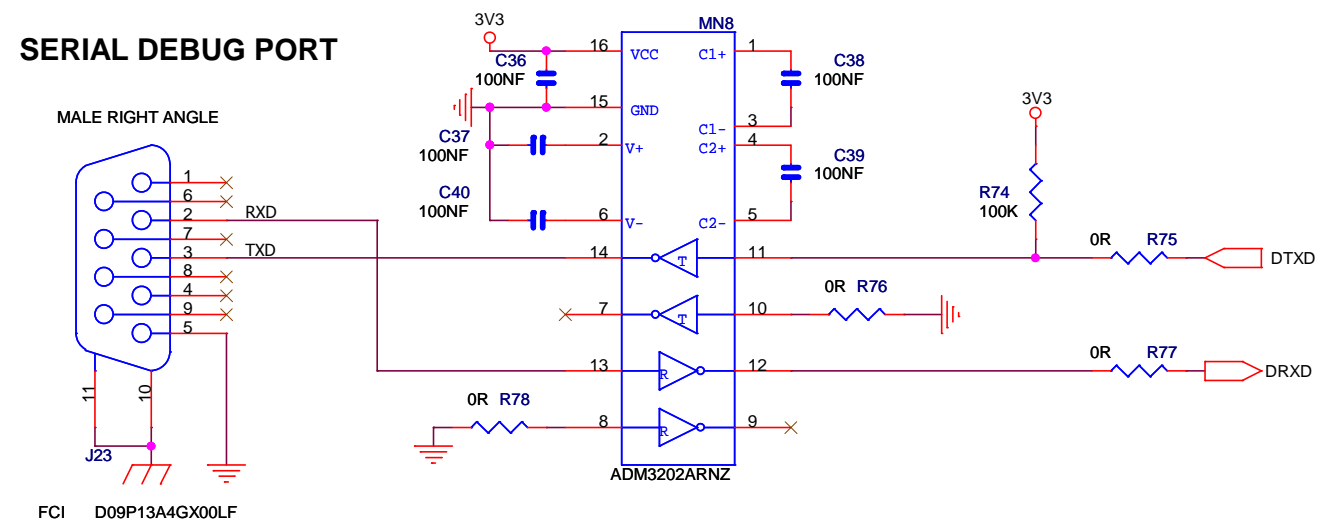 SERIAL DEBUG PORT
MALE RIGHT ANGLE
1
6
2
RXD
7
3
TXD
8
4
9
5
11
10
J23
FCI D09P13A4GX00LF
3V3
C36
100NF
C37
100NF
C40
100NF
MN8
16 VCC C1+ 1
15 GND
C1- 3
2 V+ C2+ 4
6 V- C2- 5
14 T 11
7 T 10
13 R 12
8 R 9
ADM3202ARNZ
C38
100NF
C39
100NF
3V3
R74
100K
0R R75
DTXD
0R R76
0R R77
DRXD
0R R78